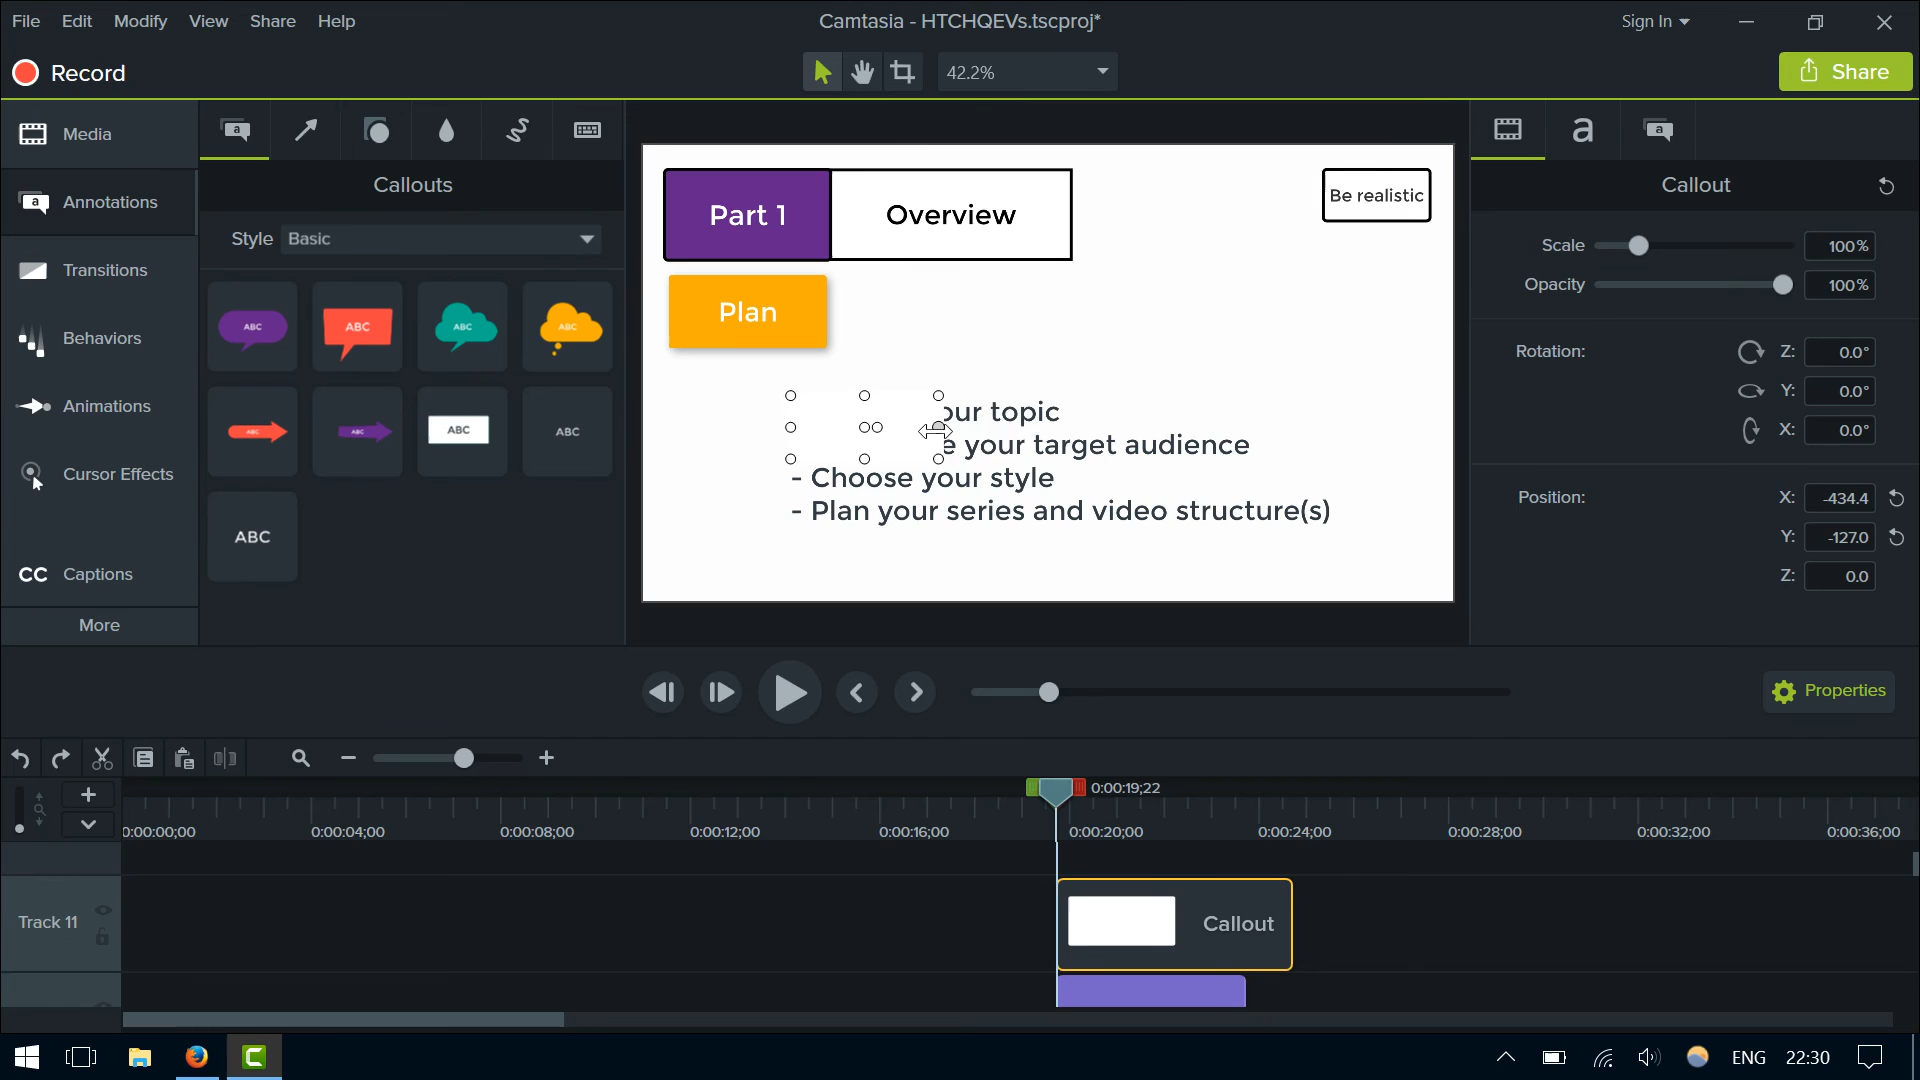 File Edit Modify View Share Help
Camtasia - HTCHQEVs.tscproj*
Sign In
Record
42.2%
Share
Media
Annotations
Transitions
Behaviors
Animations
Cursor Effects
CC Captions
More
a
Callouts
Style Basic
ABC ABC ABC ABC
ABC ABC ABC
ABC
Part 1 Overview
Be realistic
Plan
our topic
e your target audience
- Choose your style
- Plan your series and video structure(s)
a a
Callout
Scale 100%
Opacity 100%
Rotation: Z: 0.0°
Y: 0.0°
X: 0.0°
Position: X: -434.4
Y: -127.0
Z: 0.0
Properties
0:00:19;22
0:00:00;00 0:00:04;00 0:00:08;00 0:00:12;00 0:00:16;00 0:00:20;00 0:00:24;00 0:00:28;00 0:00:32;00 0:00:36;00
Track 11
Callout
ENG 22:30